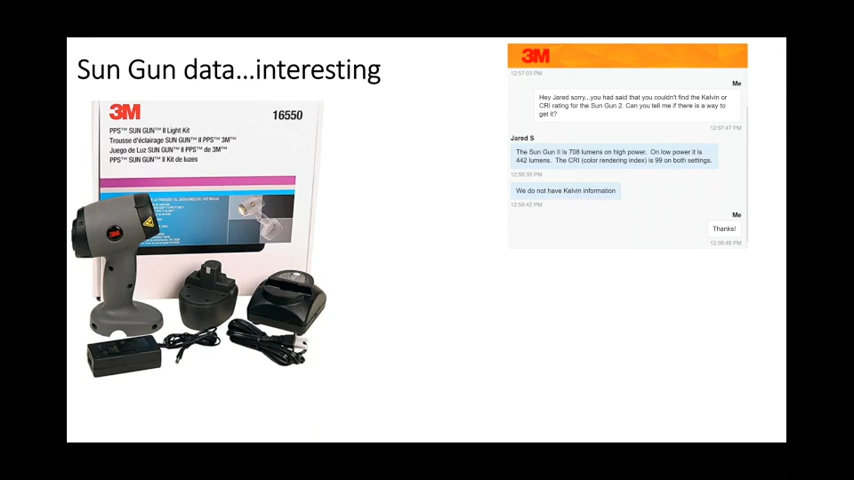 Sun Gun data...interesting
3M
16550
PPS™ SUN GUN™ II Light Kit
Trousse d'éclairage SUN GUN™ II PPS™ 3M™
Juego de Luz SUN GUN™ II PPS™ de 3M™
PPS™ SUN GUN™ II Kit de luzes
3M
3M
12:57:03 PM
Me
Hey Jared sorry...you had said that you couldn't find the Kelvin or
CRI rating for the Sun Gun 2. Can you tell me if there is a way to
get it?
12:57:47 PM
Jared S
The Sun Gun II is 708 lumens on high power. On low power it is
442 lumens. The CRI (color rendering index) is 99 on both settings.
12:58:39 PM
We do not have Kelvin information
12:58:42 PM
Me
Thanks!
12:58:48 PM